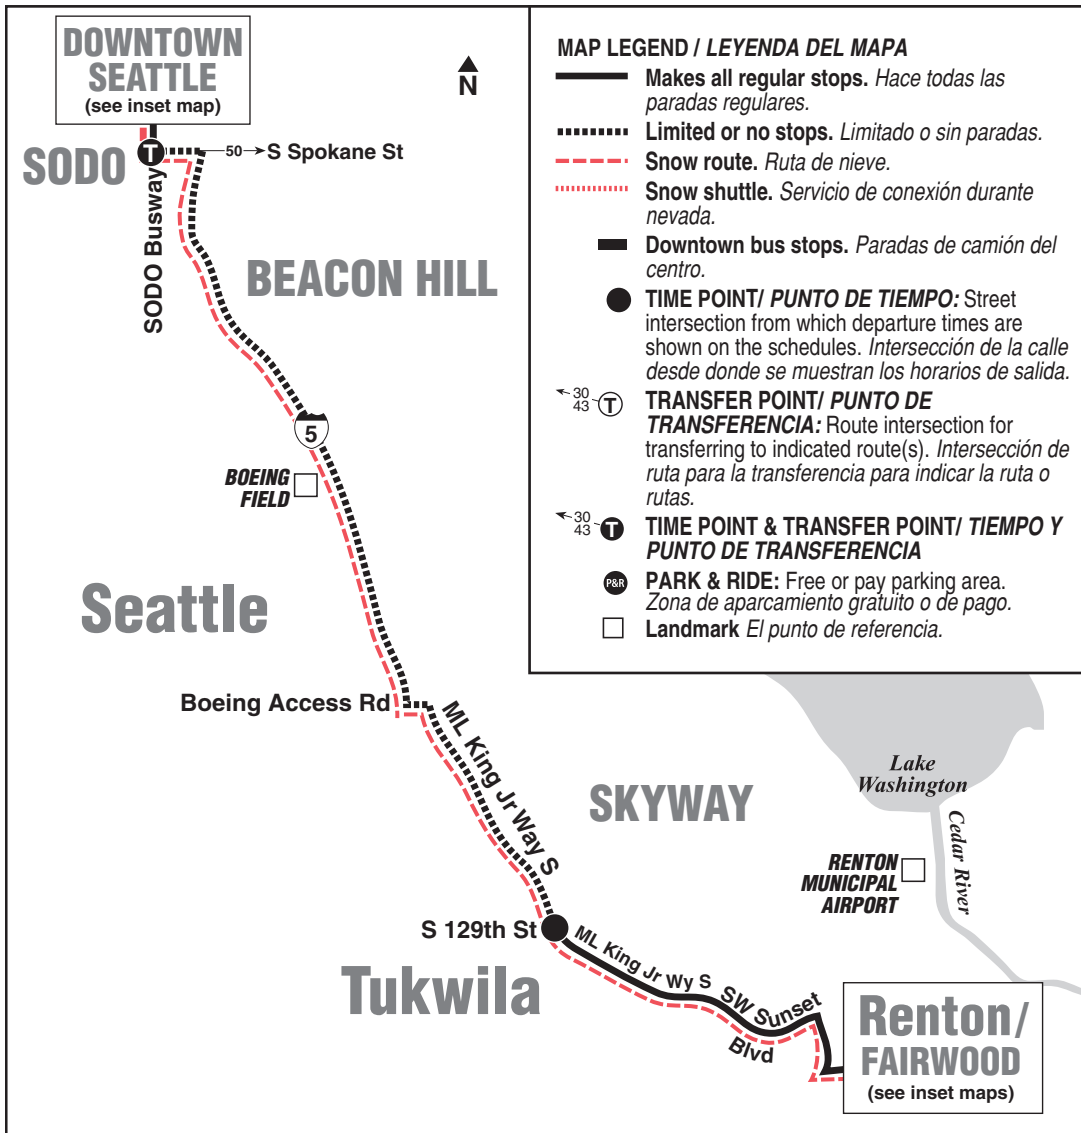 DOWNTOWN
SEATTLE
(see inset map)
N
SODO
T
50
S Spokane St
SODO Busway
BEACON HILL
5
BOEING
FIELD
Seattle
Boeing Access Rd
ML King Jr Way S
SKYWAY
S 129th St
Tukwila
ML King Jr Wy S
SW Sunset
Blvd
Lake
Washington
Cedar River
RENTON
MUNICIPAL
AIRPORT
Renton/
FAIRWOOD
(see inset maps)
MAP LEGEND / LEYENDA DEL MAPA
Makes all regular stops. Hace todas las
paradas regulares.
Limited or no stops. Limitado o sin paradas.
Snow route. Ruta de nieve.
Snow shuttle. Servicio de conexión durante
nevada.
Downtown bus stops. Paradas de camión del
centro.
TIME POINT/ PUNTO DE TIEMPO: Street
intersection from which departure times are
shown on the schedules. Intersección de la calle
desde donde se muestran los horarios de salida.
30
43 T TRANSFER POINT/ PUNTO DE
TRANSFERENCIA: Route intersection for
transferring to indicated route(s). Intersección de
ruta para la transferencia para indicar la ruta o
rutas.
30
43 T TIME POINT & TRANSFER POINT/ TIEMPO Y
PUNTO DE TRANSFERENCIA
P&R PARK & RIDE: Free or pay parking area.
Zona de aparcamiento gratuito o de pago.
Landmark El punto de referencia.